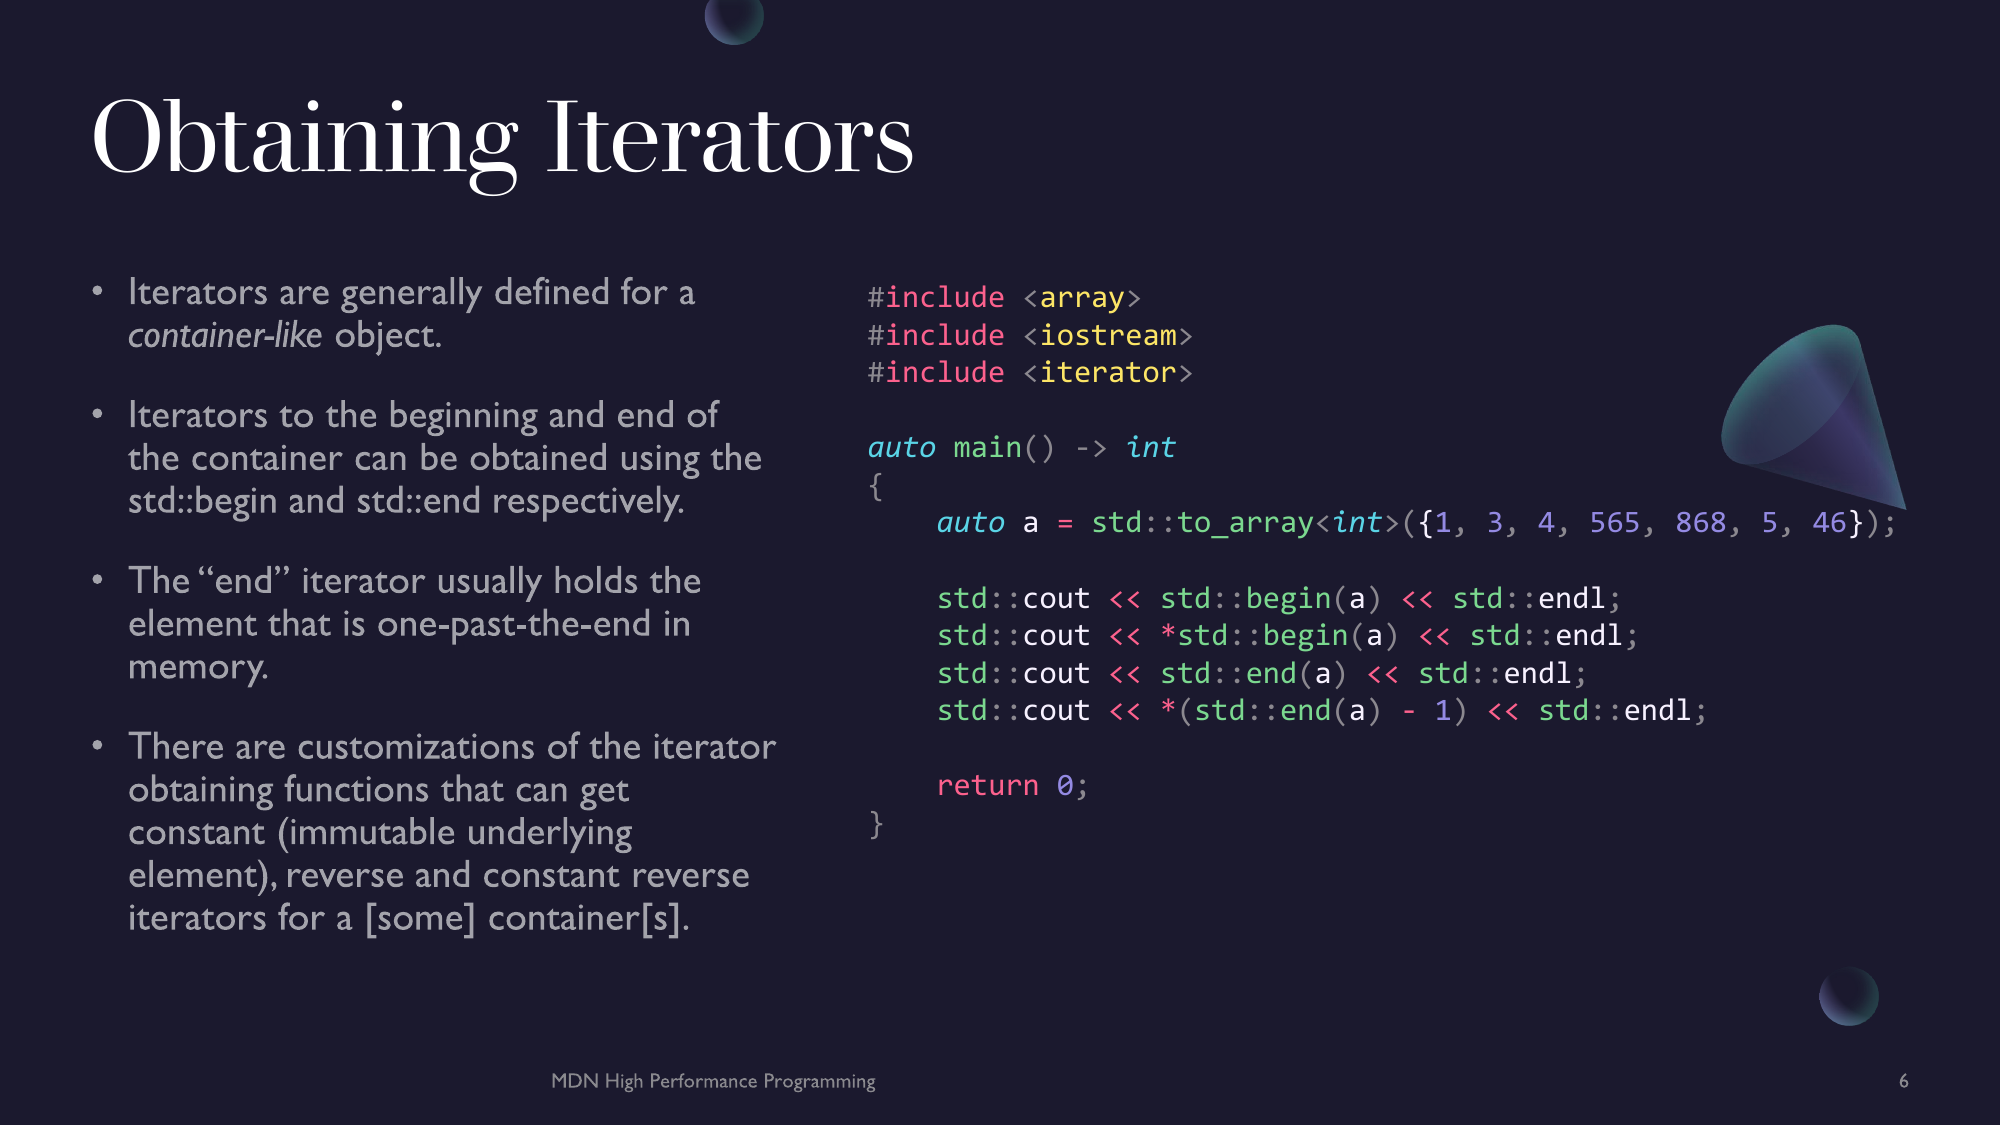 Obtaining Iterators
• Iterators are generally defined for a
container-like object.
• Iterators to the beginning and end of
the container can be obtained using the
std::begin and std::end respectively.
• The “end” iterator usually holds the
element that is one-past-the-end in
memory.
• There are customizations of the iterator
obtaining functions that can get
constant (immutable underlying
element), reverse and constant reverse
iterators for a [some] container[s].
#include <array>
#include <iostream>
#include <iterator>
auto main() -> int
{
    auto a = std::to_array<int>({1, 3, 4, 565, 868, 5, 46});
    std::cout << std::begin(a) << std::endl;
    std::cout << *std::begin(a) << std::endl;
    std::cout << std::end(a) << std::endl;
    std::cout << *(std::end(a) - 1) << std::endl;
    return 0;
}
MDN High Performance Programming
6